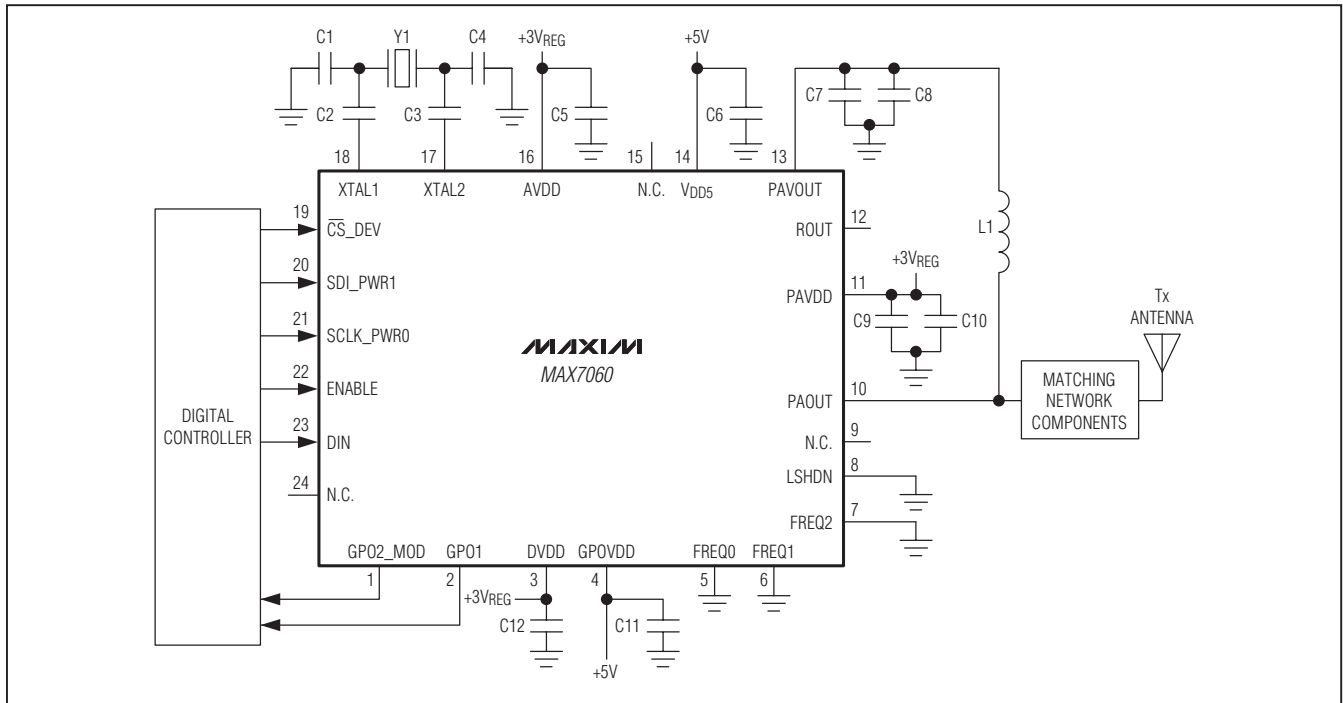 C1
Y1
C4
+3VREG
+5V
C2
C3
C5
C6
C7
C8
18
17
16
15
14
13
XTAL1
XTAL2
AVDD
N.C.
VDD5
PAVOUT
19
CS_DEV
12
ROUT
L1
20
SDI_PWR1
+3VREG
11
PAVDD
Tx
ANTENNA
21
SCLK_PWR0
C9
C10
MAXIM
MAX7060
22
ENABLE
10
PAOUT
MATCHING
NETWORK
COMPONENTS
DIGITAL
CONTROLLER
23
DIN
9
N.C.
24
N.C.
8
LSHDN
7
FREQ2
GPO2_MOD
GPO1
DVDD
GPOVDD
FREQ0
FREQ1
1
2
3
4
5
6
+3VREG
C12
C11
+5V